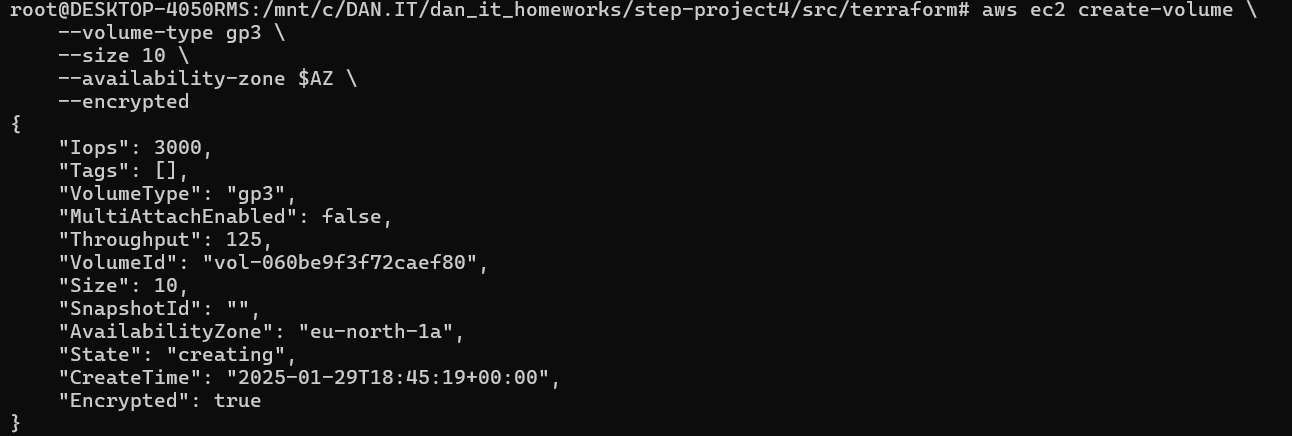 root@DESKTOP-4050RMS:/mnt/c/DAN.IT/dan_it_homeworks/step-project4/src/terraform# aws ec2 create-volume \
    --volume-type gp3 \
    --size 10 \
    --availability-zone $AZ \
    --encrypted
{
    "Iops": 3000,
    "Tags": [],
    "VolumeType": "gp3",
    "MultiAttachEnabled": false,
    "Throughput": 125,
    "VolumeId": "vol-060be9f3f72caef80",
    "Size": 10,
    "SnapshotId": "",
    "AvailabilityZone": "eu-north-1a",
    "State": "creating",
    "CreateTime": "2025-01-29T18:45:19+00:00",
    "Encrypted": true
}